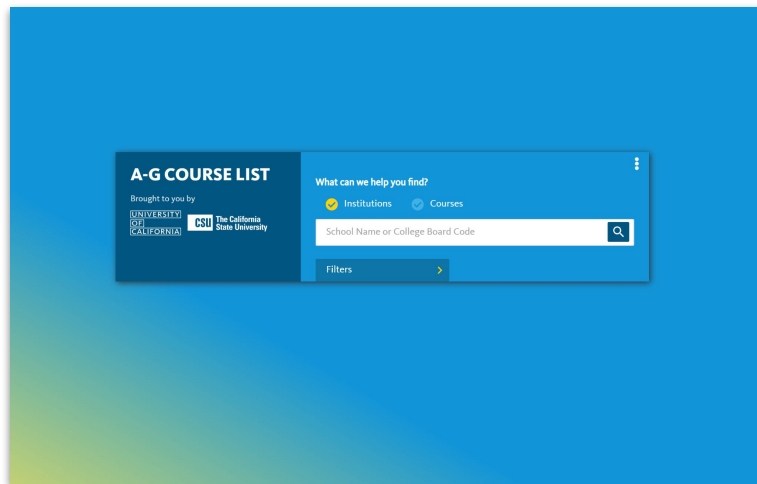 A-G COURSE LIST
Brought to you by
UNIVERSITY
OF
CALIFORNIA
CSU The California
State University
What can we help you find?
Institutions Courses
School Name or College Board Code
Filters